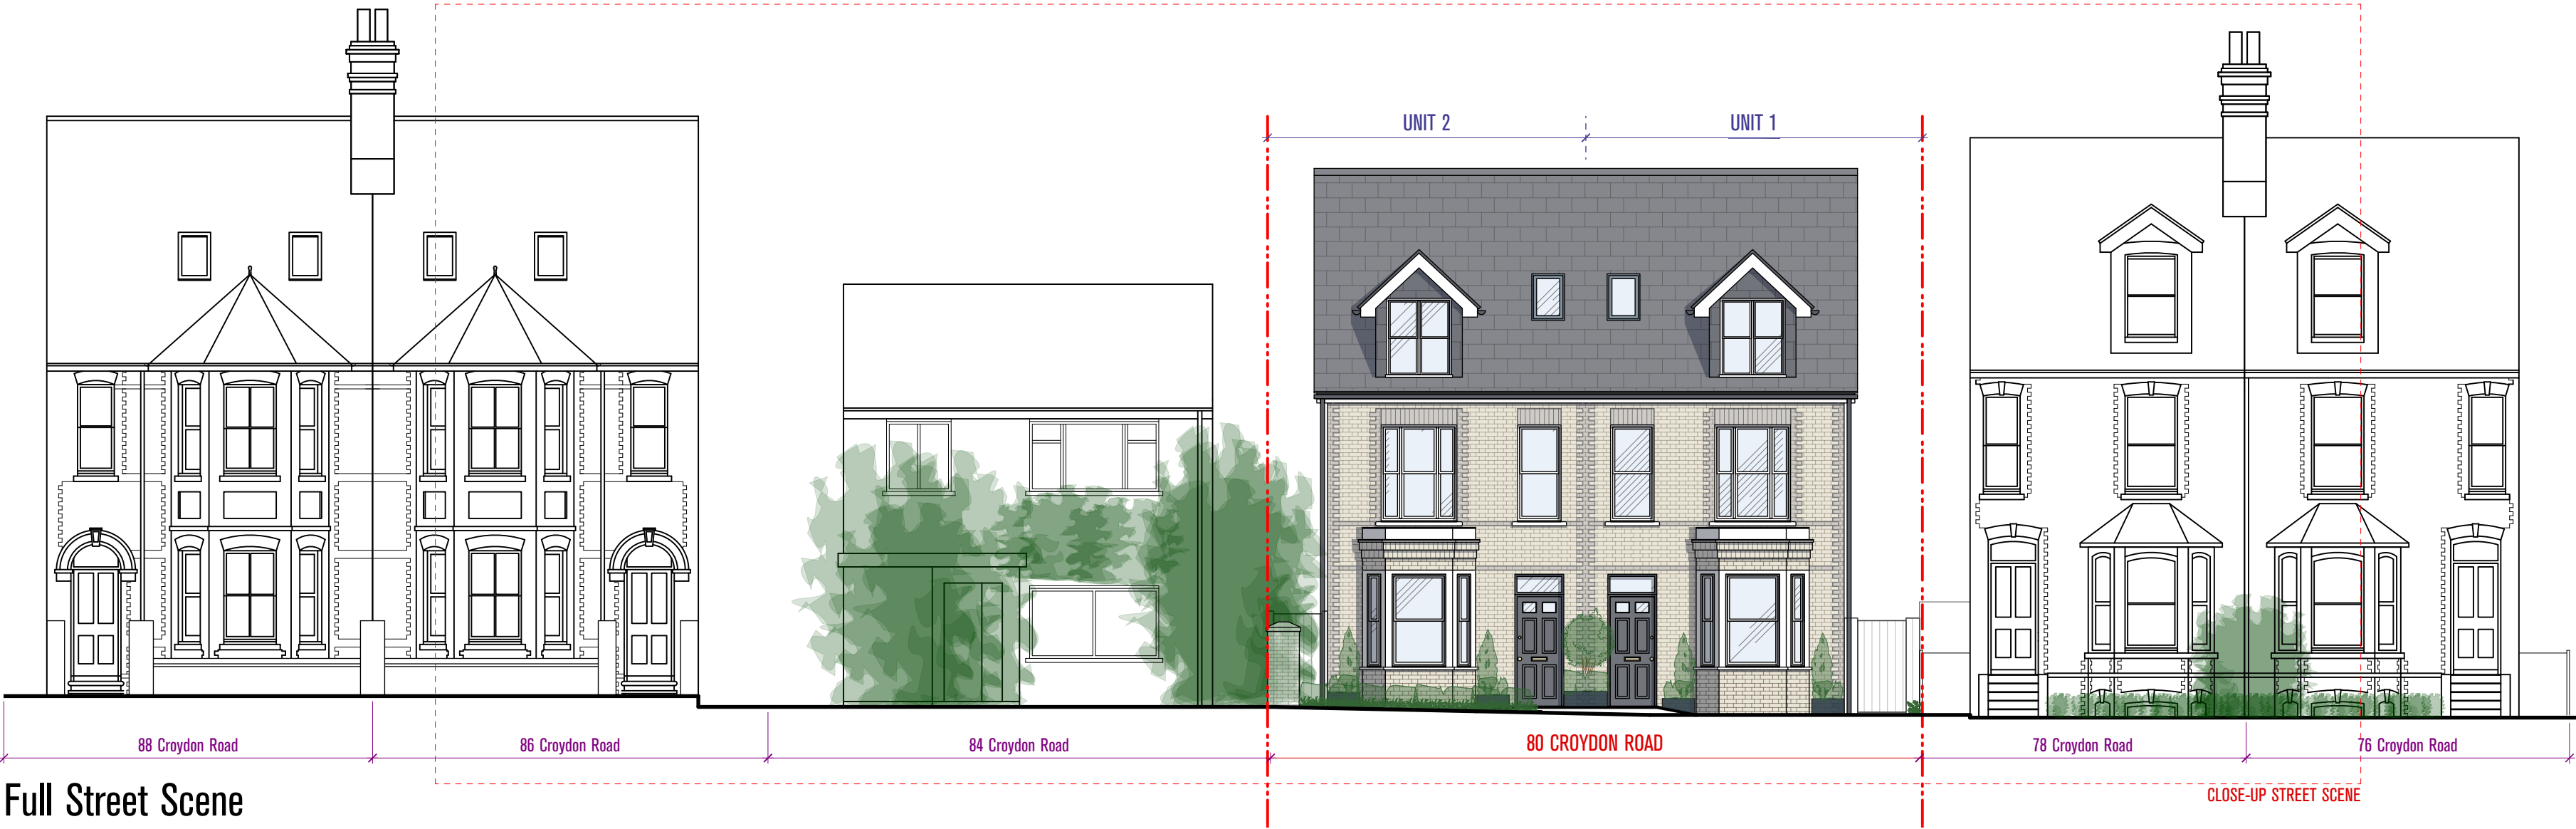 UNIT 2
UNIT 1
88 Croydon Road
86 Croydon Road
84 Croydon Road
80 CROYDON ROAD
78 Croydon Road
76 Croydon Road
Full Street Scene
CLOSE-UP STREET SCENE